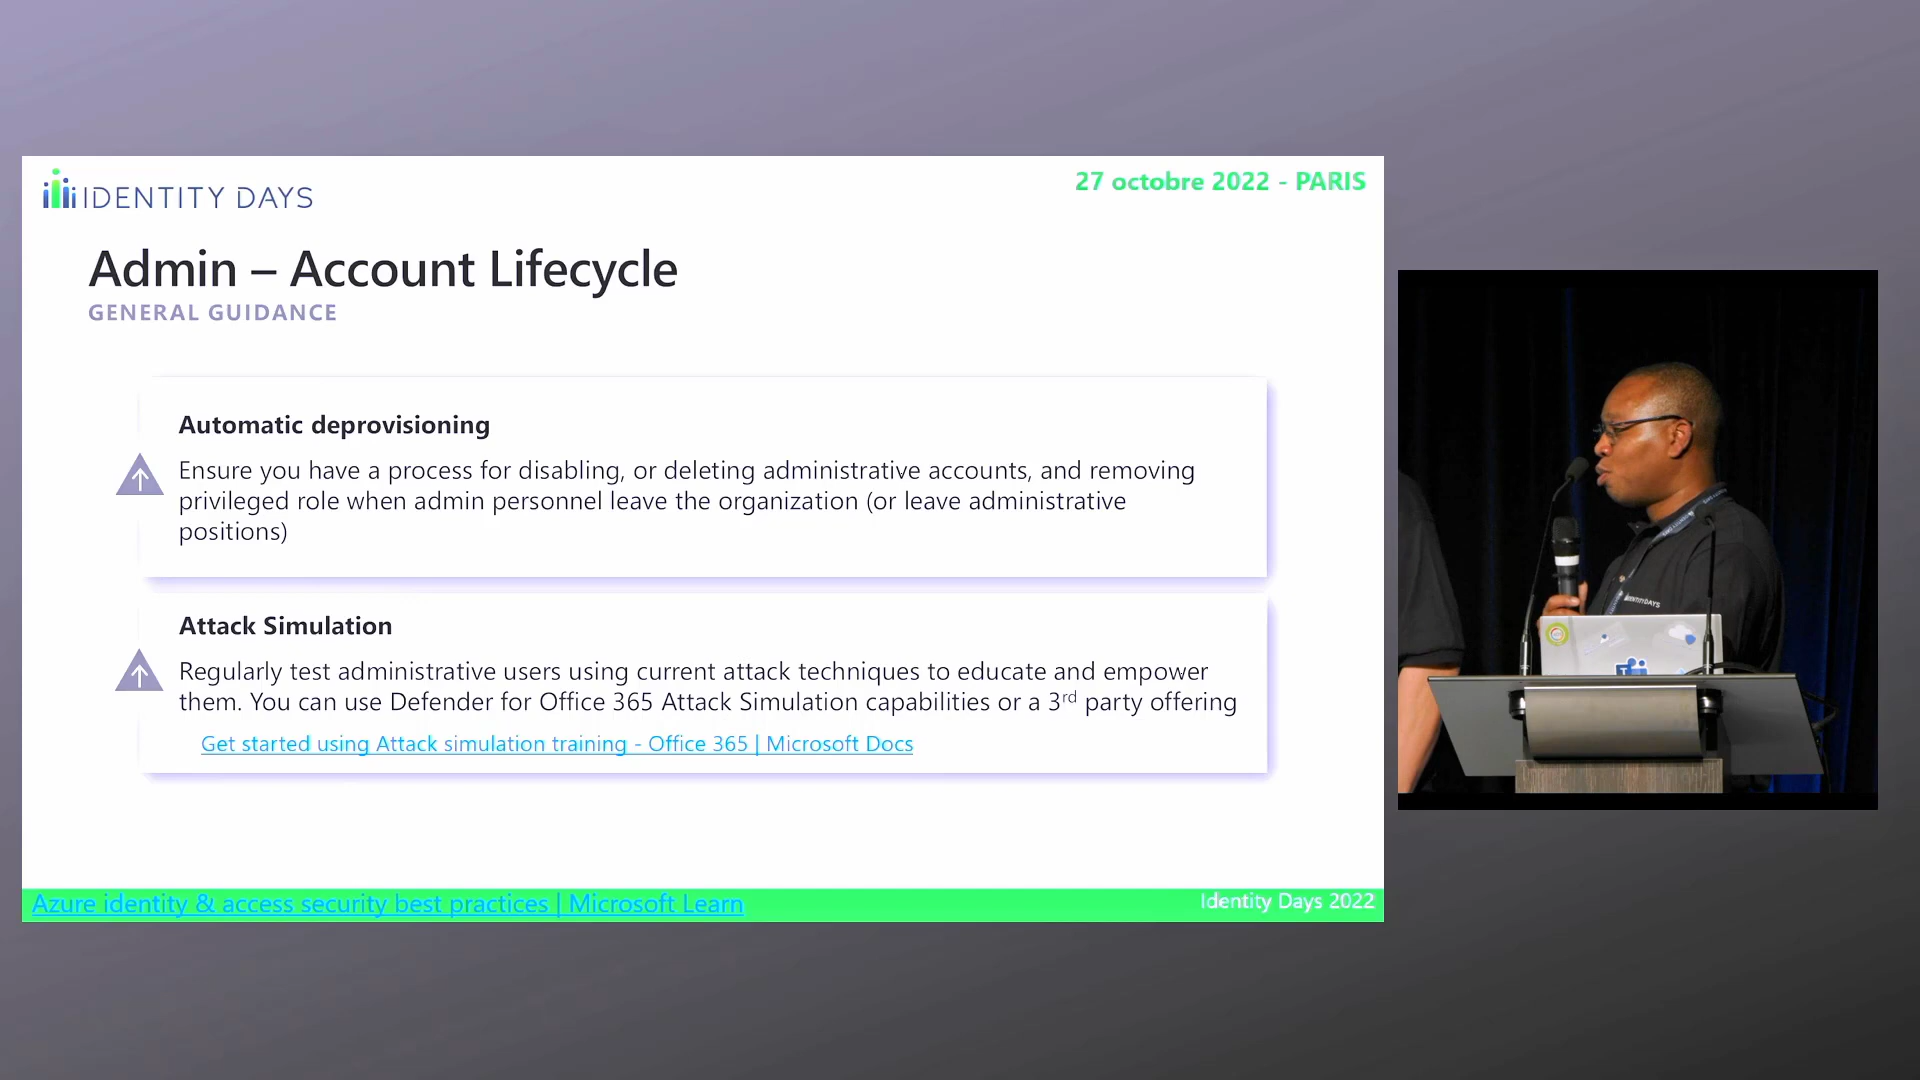 IDENTITY DAYS
27 octobre 2022 - PARIS
Admin – Account Lifecycle
GENERAL GUIDANCE
Automatic deprovisioning
Ensure you have a process for disabling, or deleting administrative accounts, and removing
privileged role when admin personnel leave the organization (or leave administrative
positions)
Attack Simulation
Regularly test administrative users using current attack techniques to educate and empower
them. You can use Defender for Office 365 Attack Simulation capabilities or a 3rd party offering
Get started using Attack simulation training - Office 365 | Microsoft Docs
Azure identity & access security best practices | Microsoft Learn
Identity Days 2022
IDENTITY DAYS